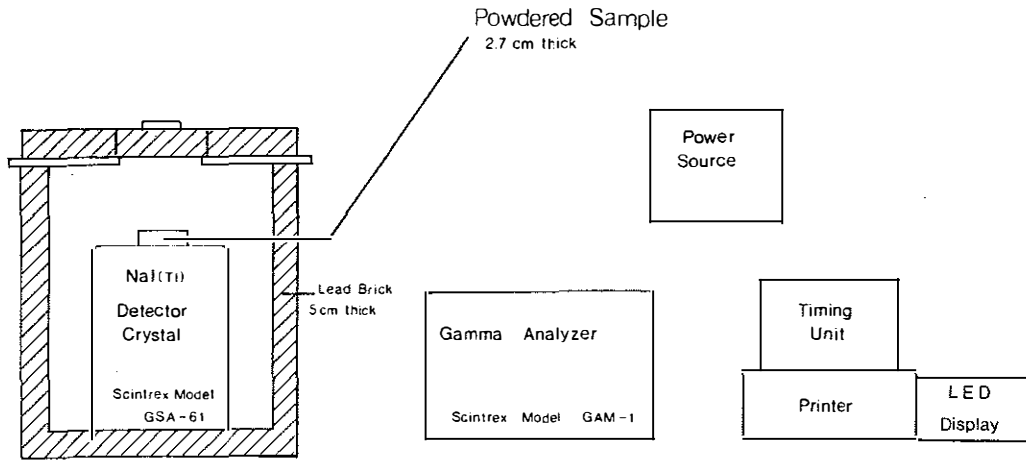 Powdered Sample
2.7 cm thick
Power
Source
NaI(Tl)
Detector
Crystal
Scintrex Model
GSA-61
Lead Brick
5cm thick
Gamma Analyzer
Scintrex Model GAM-1
Timing
Unit
Printer
LED
Display